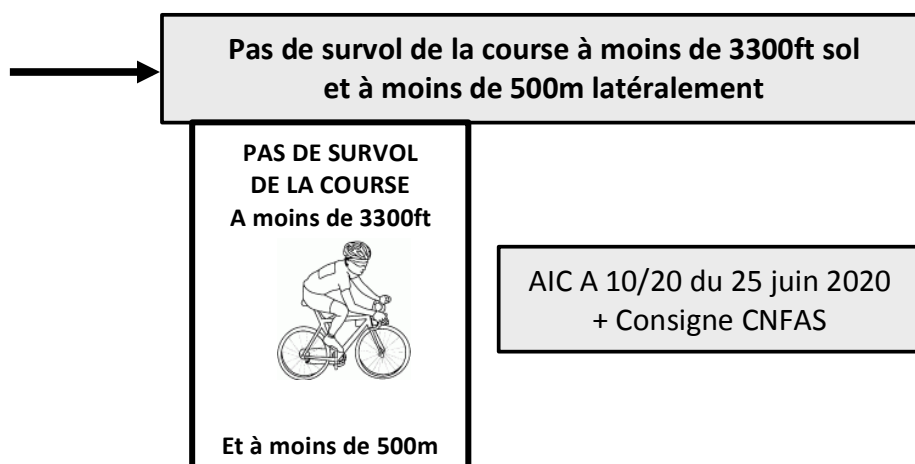 Pas de survol de la course à moins de 3300ft sol
et à moins de 500m latéralement
PAS DE SURVOL
DE LA COURSE
A moins de 3300ft
AIC A 10/20 du 25 juin 2020
+ Consigne CNFAS
Et à moins de 500m